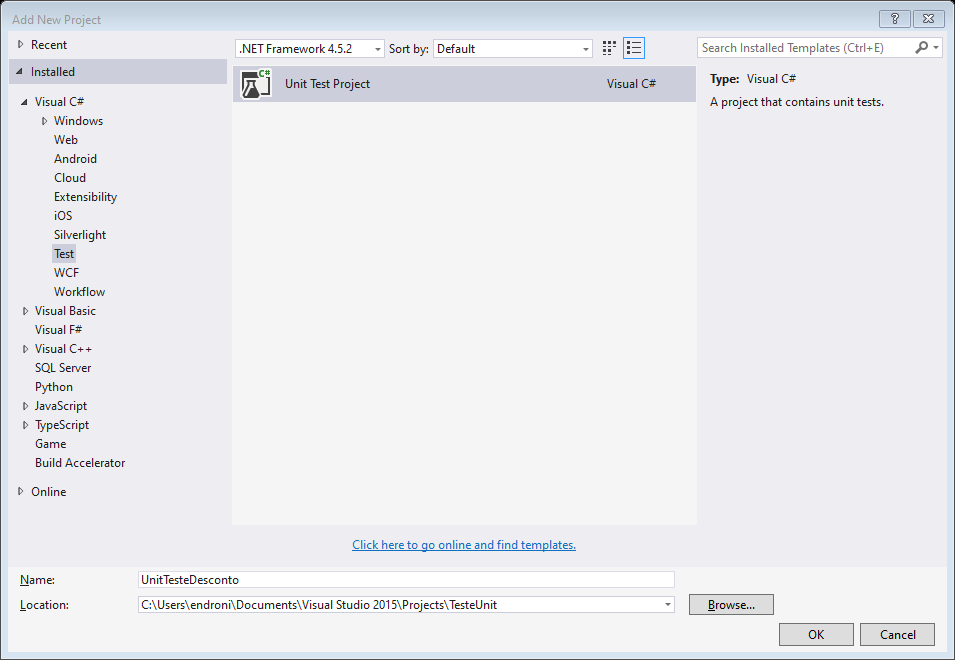 Add New Project
Recent
.NET Framework 4.5.2
Sort by:
Default
Search Installed Templates (Ctrl+E)
Installed
C#
Unit Test Project
Visual C#
Type: Visual C#
A project that contains unit tests.
Visual C#
Windows
Web
Android
Cloud
Extensibility
iOS
Silverlight
Test
WCF
Workflow
Visual Basic
Visual F#
Visual C++
SQL Server
Python
JavaScript
TypeScript
Game
Build Accelerator
Online
Click here to go online and find templates.
Name:
UnitTesteDesconto
Location:
C:\Users\endroni\Documents\Visual Studio 2015\Projects\TesteUnit
Browse...
OK
Cancel